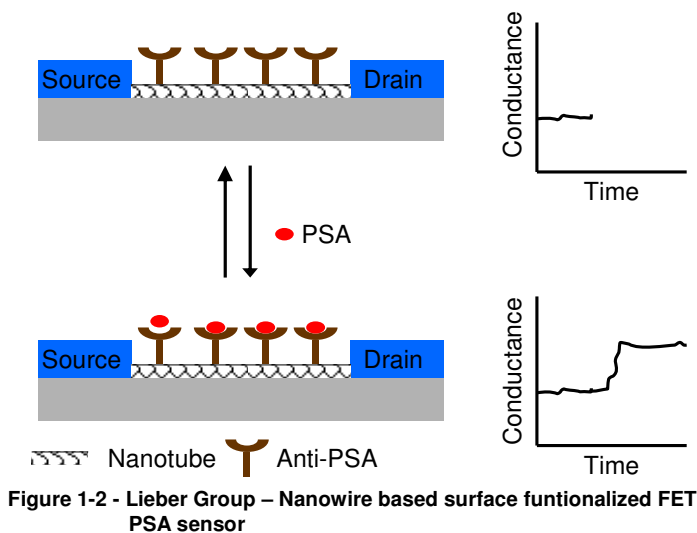 Source
Drain
Conductance
Time
PSA
Source
Drain
Conductance
Time
Nanotube
Anti-PSA
Figure 1-2 - Lieber Group – Nanowire based surface funtionalized FET
PSA sensor